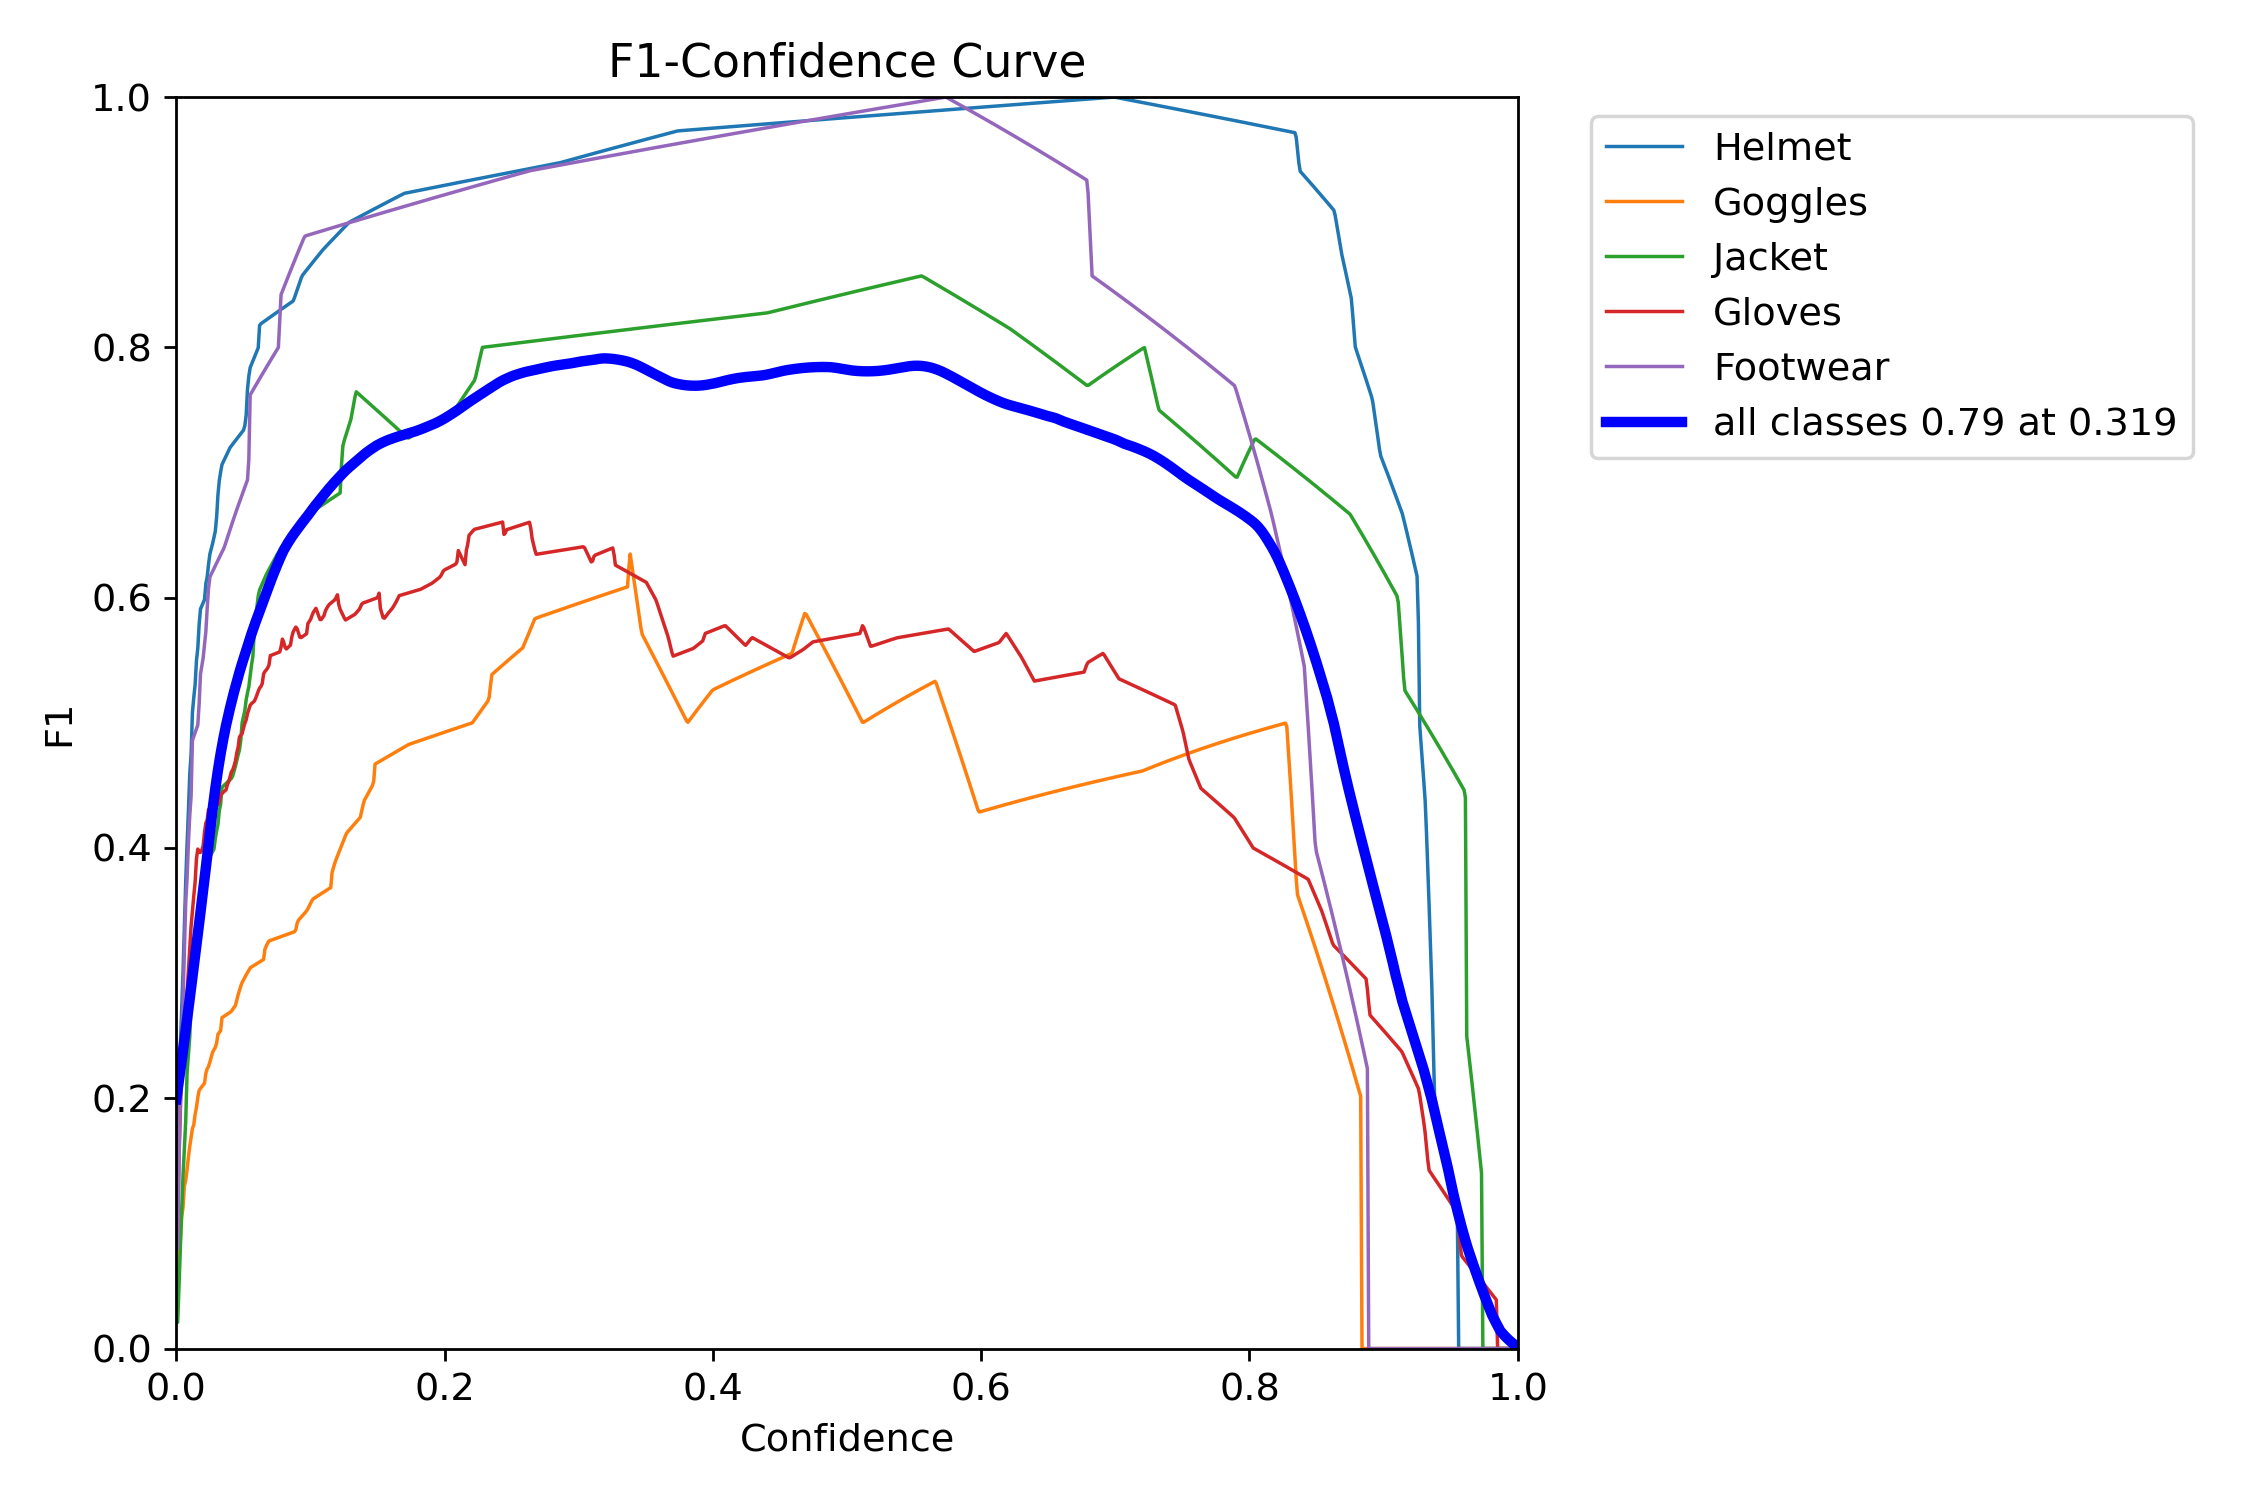 F1-Confidence Curve
1.0
0.8
0.6
0.4
0.2
0.0
F1
0.0 0.2 0.4 0.6 0.8 1.0
Confidence
Helmet
Goggles
Jacket
Gloves
Footwear
all classes 0.79 at 0.319